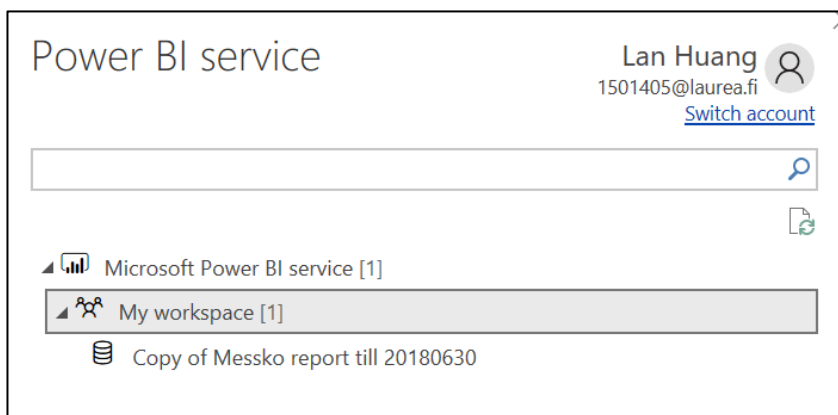 Power BI service
Lan Huang
1501405@laurea.fi
Switch account
Microsoft Power BI service [1]
My workspace [1]
Copy of Messko report till 20180630